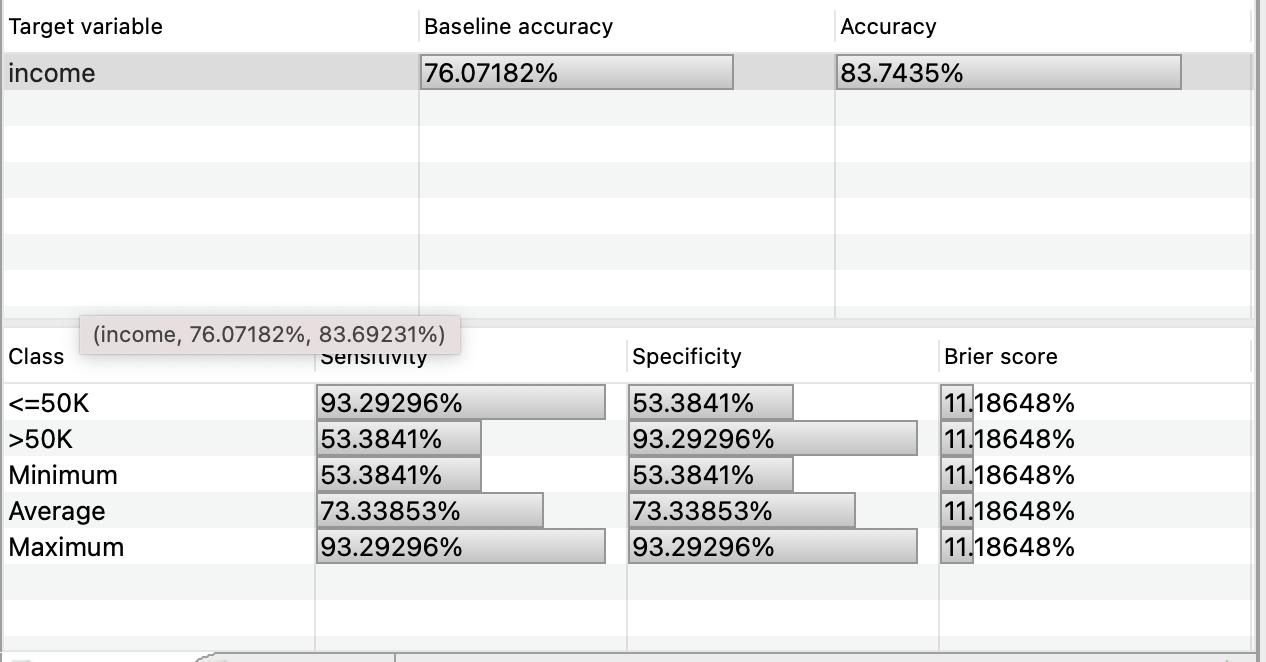 Target variable Baseline accuracy Accuracy
income 76.07182% 83.7435%
(income, 76.07182%, 83.69231%)
Class Sensitivity Specificity Brier score
<=50K 93.29296% 53.3841% 11.18648%
>50K 53.3841% 93.29296% 11.18648%
Minimum 53.3841% 53.3841% 11.18648%
Average 73.33853% 73.33853% 11.18648%
Maximum 93.29296% 93.29296% 11.18648%